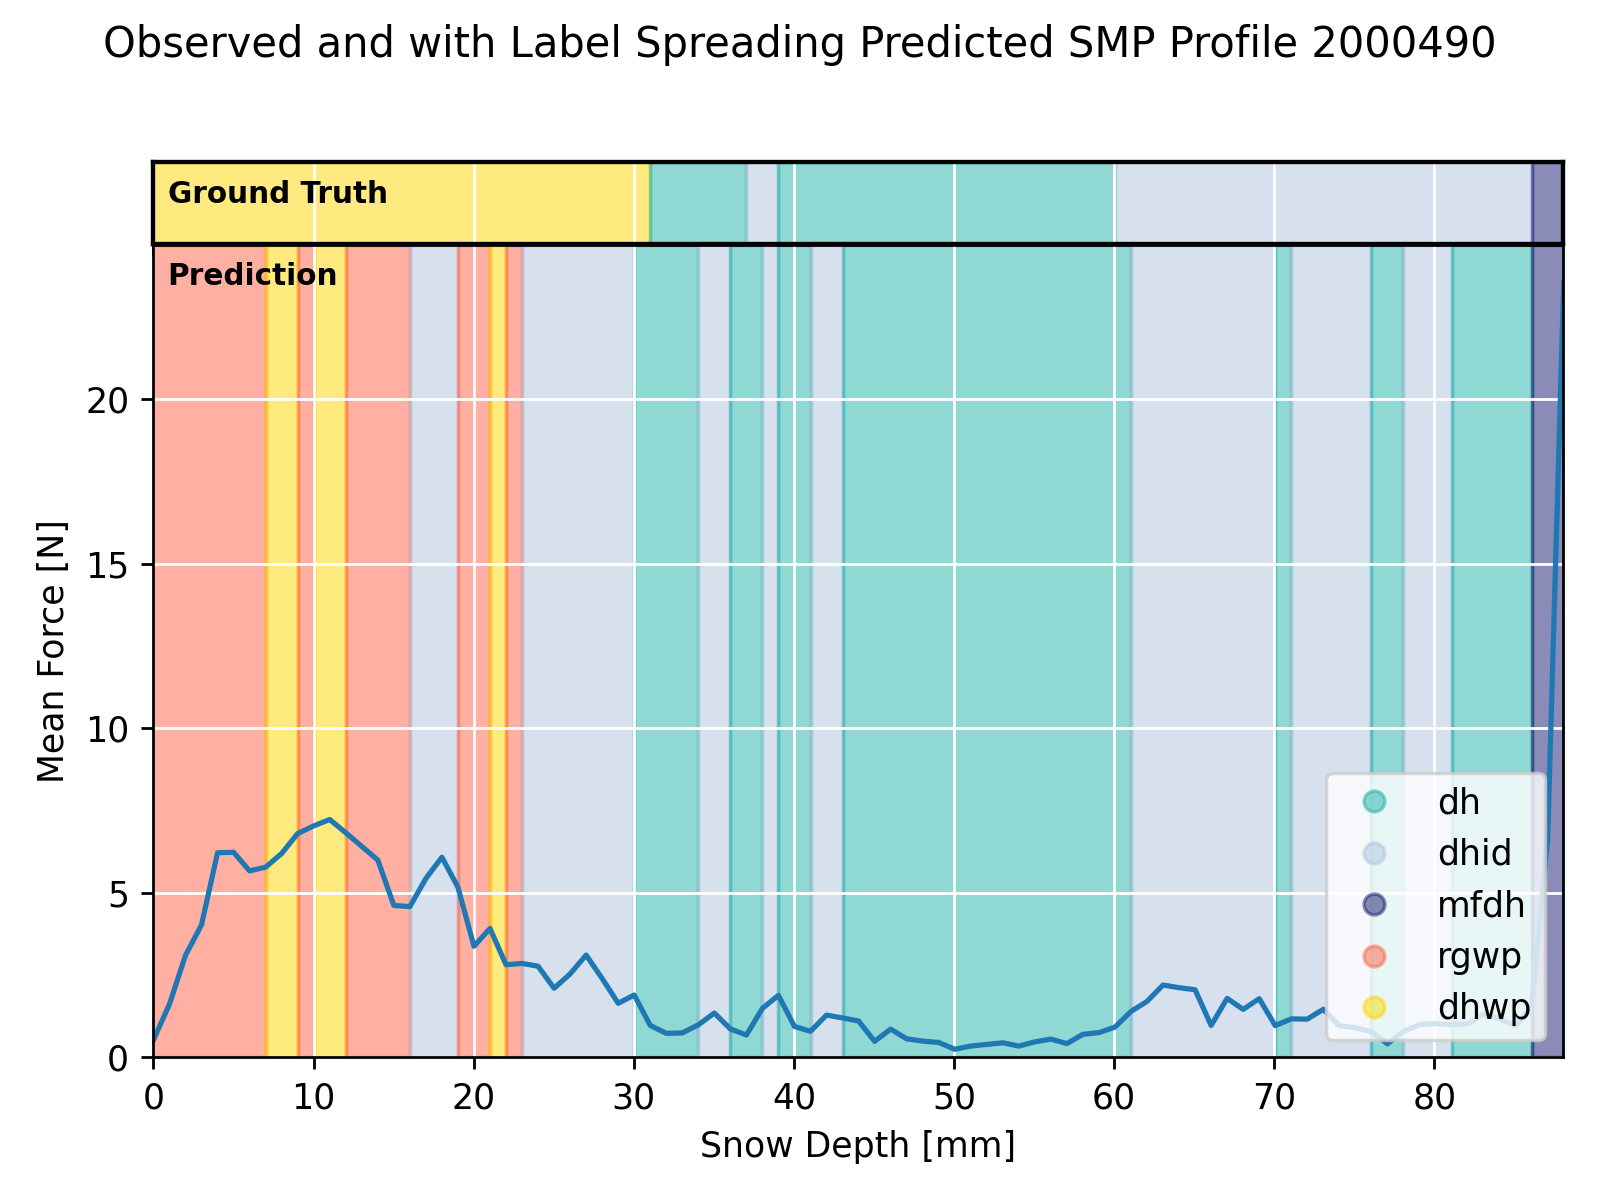 Observed and with Label Spreading Predicted SMP Profile 2000490
Ground Truth
Prediction
20
15
10
5
0
Mean Force [N]
dh
dhid
mfdh
rgwp
dhwp
0 10 20 30 40 50 60 70 80
Snow Depth [mm]